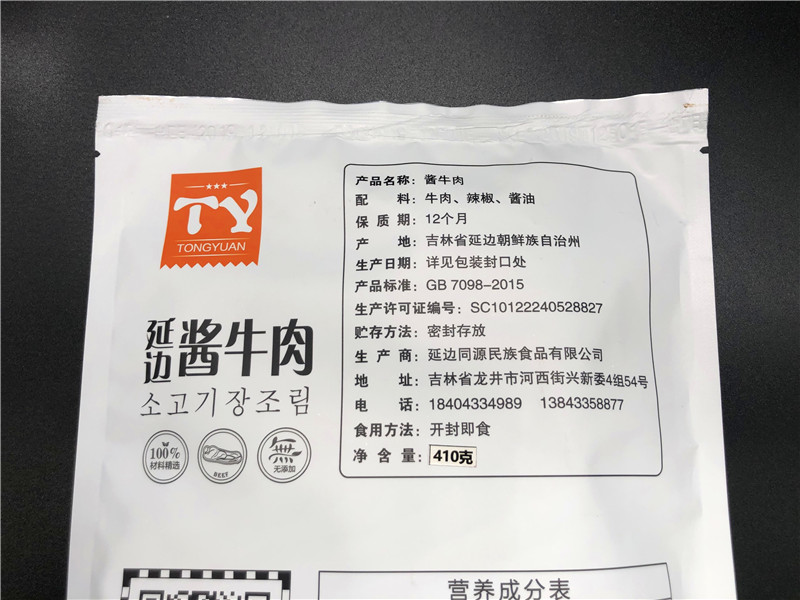 TY
TONGYUAN
延边酱牛肉
소고기장조림
100%
材料精选
BEEF
無
无添加
产品名称：酱牛肉
配 料：牛肉、辣椒、酱油
保 质 期：12个月
产 地：吉林省延边朝鲜族自治州
生产日期：详见包装封口处
产品标准：GB 7098-2015
生产许可证编号：SC10122240528827
贮存方法：密封存放
生 产 商：延边同源民族食品有限公司
地 址：吉林省龙井市河西街兴新委4组54号
电 话：18404334989 13843358877
食用方法：开封即食
净 含 量：410克
营养成分表